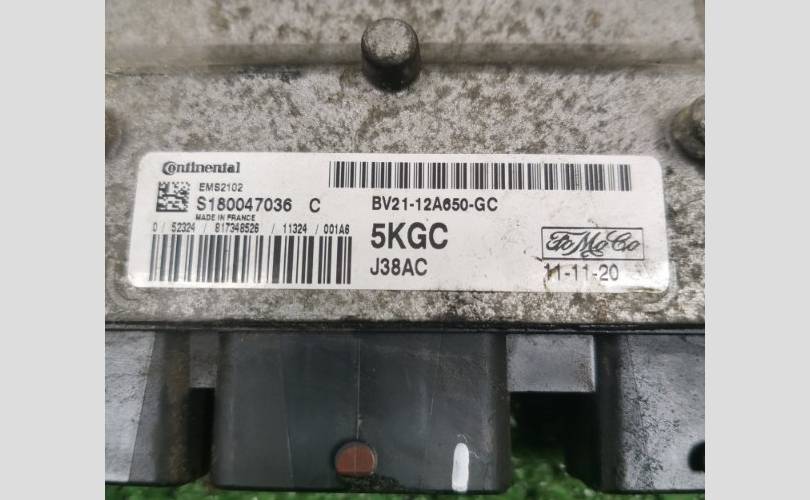 Continental
EMS2102
S180047036 C
MADE IN FRANCE
0 / 52324 / 817348526 / 11324 / 001A6
BV21-12A650-GC
5KGC
FoMoCo
J38AC
11-11-20